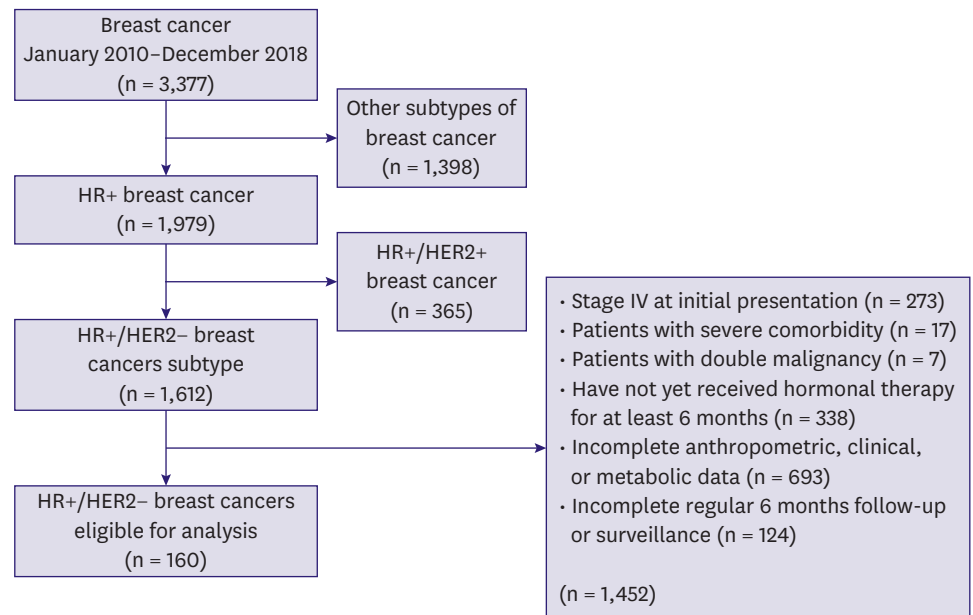 Breast cancer
January 2010–December 2018
(n = 3,377)
Other subtypes of
breast cancer
(n = 1,398)
HR+ breast cancer
(n = 1,979)
HR+/HER2+
breast cancer
(n = 365)
HR+/HER2– breast
cancers subtype
(n = 1,612)
· Stage IV at initial presentation (n = 273)
· Patients with severe comorbidity (n = 17)
· Patients with double malignancy (n = 7)
· Have not yet received hormonal therapy
for at least 6 months (n = 338)
· Incomplete anthropometric, clinical,
or metabolic data (n = 693)
· Incomplete regular 6 months follow-up
or surveillance (n = 124)
(n = 1,452)
HR+/HER2– breast cancers
eligible for analysis
(n = 160)